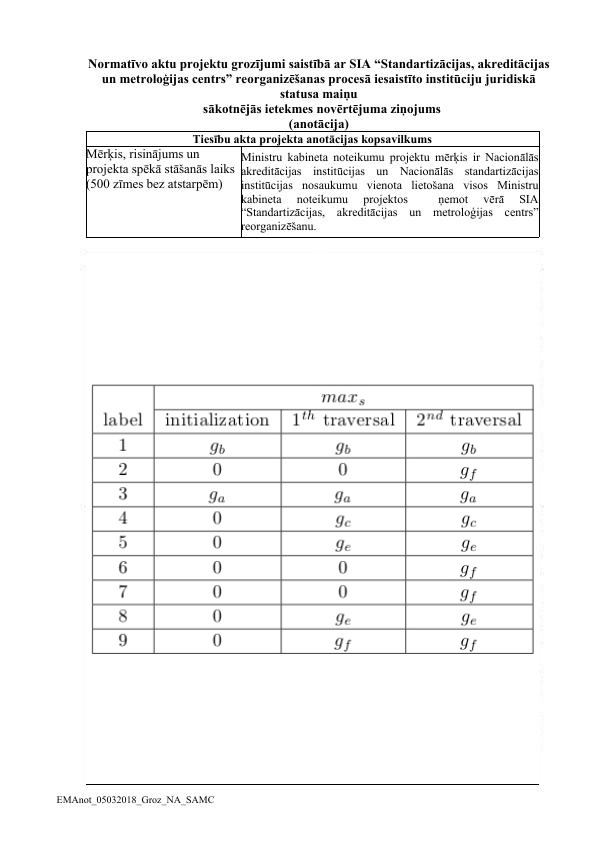 Normatīvo aktu projektu grozījumi saistībā ar SIA “Standartizācijas, akreditācijas
un metroloģijas centrs” reorganizēšanas procesā iesaistīto institūciju juridiskā
statusa maiņu
sākotnējās ietekmes novērtējuma ziņojums
(anotācija)
Tiesību akta projekta anotācijas kopsavilkums
Mērķis, risinājums un
projekta spēkā stāšanās laiks
(500 zīmes bez atstarpēm)
Ministru kabineta noteikumu projektu mērķis ir Nacionālās
akreditācijas institūcijas un Nacionālās standartizācijas
institūcijas nosaukumu vienota lietošana visos Ministru
kabineta noteikumu projektos ņemot vērā SIA
“Standartizācijas, akreditācijas un metroloģijas centrs”
reorganizēšanu.
max_s
label initialization 1^th traversal 2^nd traversal
1 g_b g_b g_b
2 0 0 g_f
3 g_a g_a g_a
4 0 g_c g_c
5 0 g_e g_e
6 0 0 g_f
7 0 0 g_f
8 0 g_e g_e
9 0 g_f g_f
EMAnot_05032018_Groz_NA_SAMC